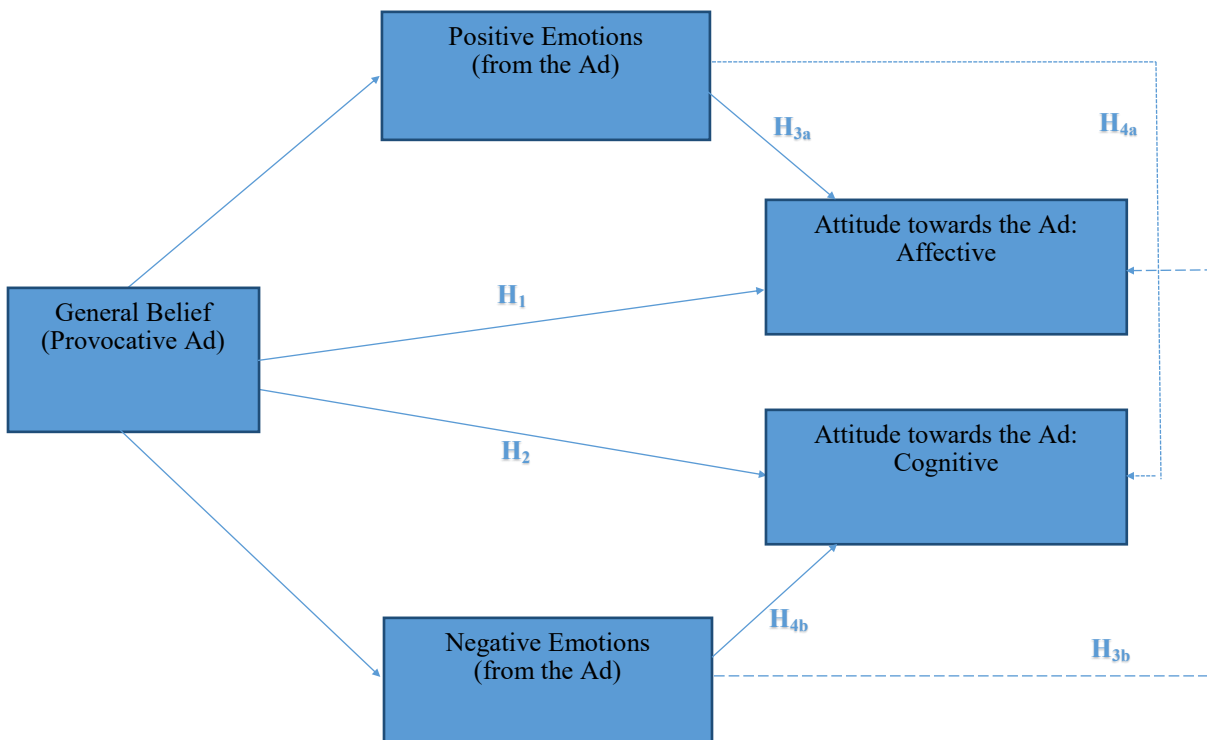 Positive Emotions
(from the Ad)
H3a
H4a
Attitude towards the Ad:
Affective
H1
General Belief
(Provocative Ad)
Attitude towards the Ad:
Cognitive
H2
H4b
Negative Emotions
(from the Ad)
H3b